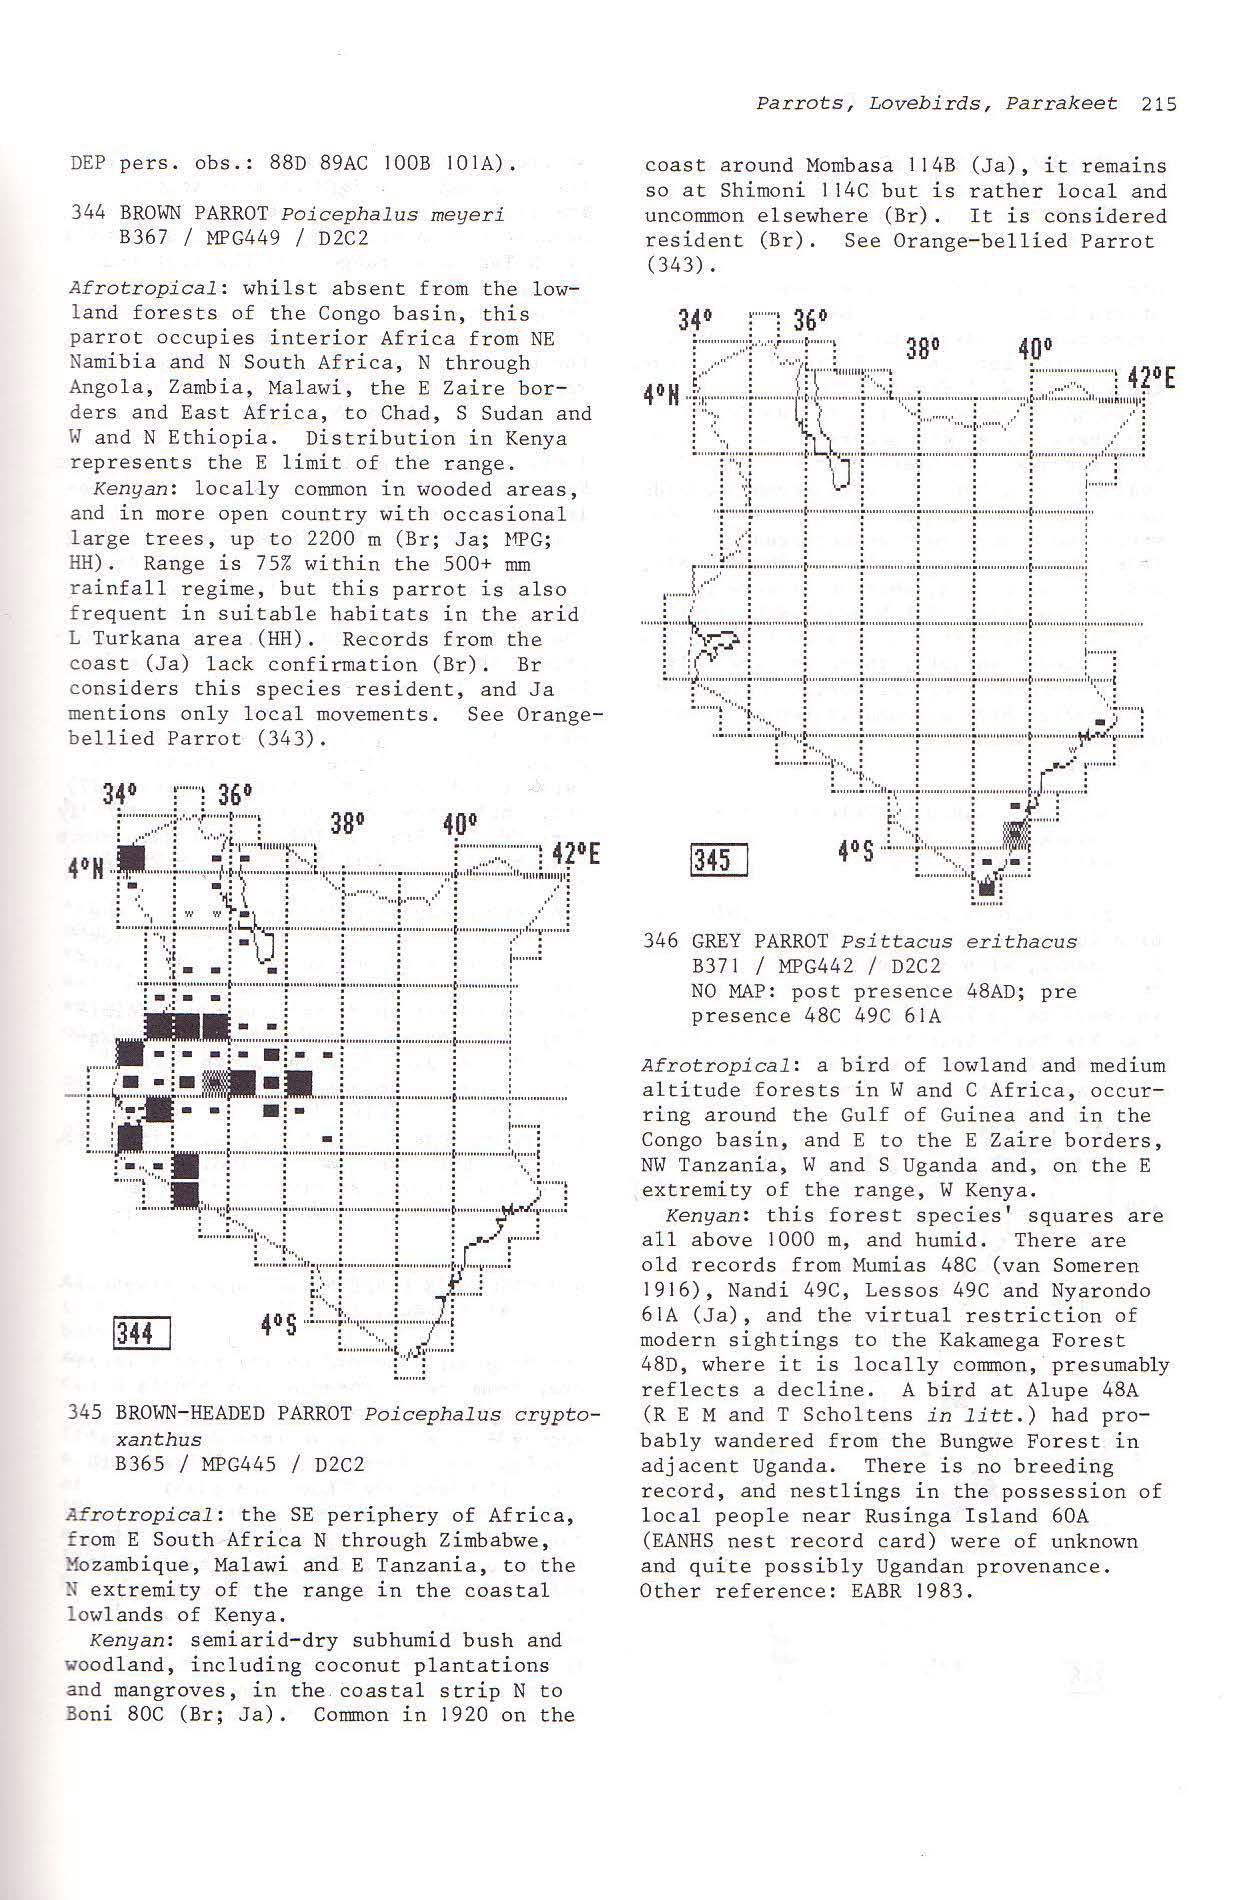 Parrots, Lovebirds, Parrakeet 215
DEP pers. obs.: 88D 89AC 100B 101A).
344 BROWN PARROT Poicephalus meyeri
B367 / MPG449 / D2C2
Afrotropical: whilst absent from the low-
land forests of the Congo basin, this
parrot occupies interior Africa from NE
Namibia and N South Africa, N through
Angola, Zambia, Malawi, the E Zaire bor-
ders and East Africa, to Chad, S Sudan and
W and N Ethiopia. Distribution in Kenya
represents the E limit of the range.
Kenyan: locally common in wooded areas,
and in more open country with occasional
large trees, up to 2200 m (Br; Ja; MPG;
HH). Range is 75% within the 500+ mm
rainfall regime, but this parrot is also
frequent in suitable habitats in the arid
L Turkana area (HH). Records from the
coast (Ja) lack confirmation (Br). Br
considers this species resident, and Ja
mentions only local movements. See Orange-
bellied Parrot (343).
34° 36°
38° 40°
4°N 42°E
4°S
344
345 BROWN-HEADED PARROT Poicephalus crypto-
xanthus
B365 / MPG445 / D2C2
Afrotropical: the SE periphery of Africa,
from E South Africa N through Zimbabwe,
Mozambique, Malawi and E Tanzania, to the
N extremity of the range in the coastal
lowlands of Kenya.
Kenyan: semiarid-dry subhumid bush and
woodland, including coconut plantations
and mangroves, in the coastal strip N to
Boni 80C (Br; Ja). Common in 1920 on the
coast around Mombasa 114B (Ja), it remains
so at Shimoni 114C but is rather local and
uncommon elsewhere (Br). It is considered
resident (Br). See Orange-bellied Parrot
(343).
34° 36°
38° 40°
4°N 42°E
4°S
345
346 GREY PARROT Psittacus erithacus
B371 / MPG442 / D2C2
NO MAP: post presence 48AD; pre
presence 48C 49C 61A
Afrotropical: a bird of lowland and medium
altitude forests in W and C Africa, occur-
ring around the Gulf of Guinea and in the
Congo basin, and E to the E Zaire borders,
NW Tanzania, W and S Uganda and, on the E
extremity of the range, W Kenya.
Kenyan: this forest species' squares are
all above 1000 m, and humid. There are
old records from Mumias 48C (van Someren
1916), Nandi 49C, Lessos 49C and Nyarondo
61A (Ja), and the virtual restriction of
modern sightings to the Kakamega Forest
48D, where it is locally common, presumably
reflects a decline. A bird at Alupe 48A
(R E M and T Scholtens in litt.) had pro-
bably wandered from the Bungwe Forest in
adjacent Uganda. There is no breeding
record, and nestlings in the possession of
local people near Rusinga Island 60A
(EANHS nest record card) were of unknown
and quite possibly Ugandan provenance.
Other reference: EABR 1983.